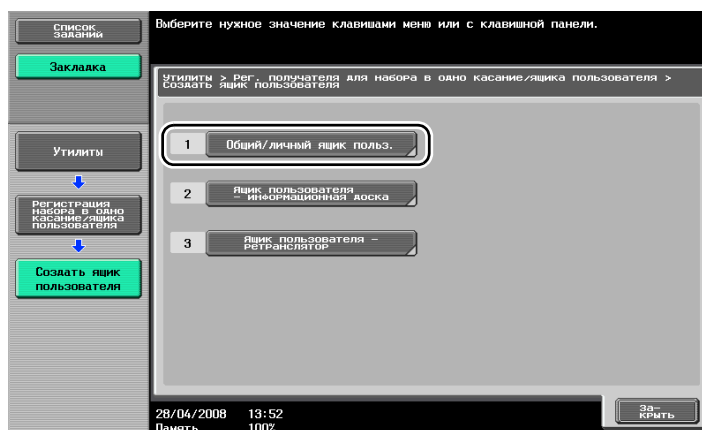 Список
заданий
Выберите нужное значение клавишами меню или с клавишной панели.
Закладка
Утилиты > Рег. получателя для набора в одно касание/ящика пользователя >
Создать ящик пользователя
1 Общий/личный ящик польз.
Утилиты
2 Ящик пользователя
– информационная доска
Регистрация
набора в одно
касание/ящика
пользователя
3 Ящик пользователя –
ретранслятор
Создать ящик
пользователя
За–
крыть
28/04/2008 13:52
Память 100%